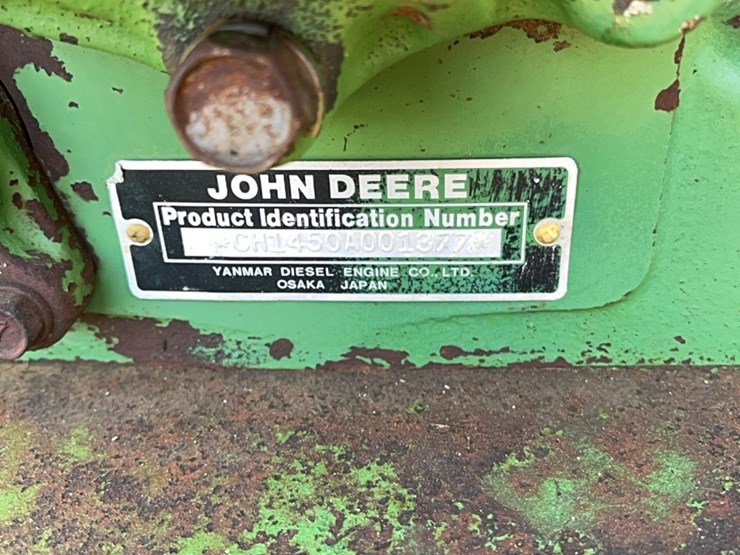 JOHN DEERE
Product Identification Number
*CH1450A001377*
YANMAR DIESEL ENGINE CO., LTD.
OSAKA JAPAN